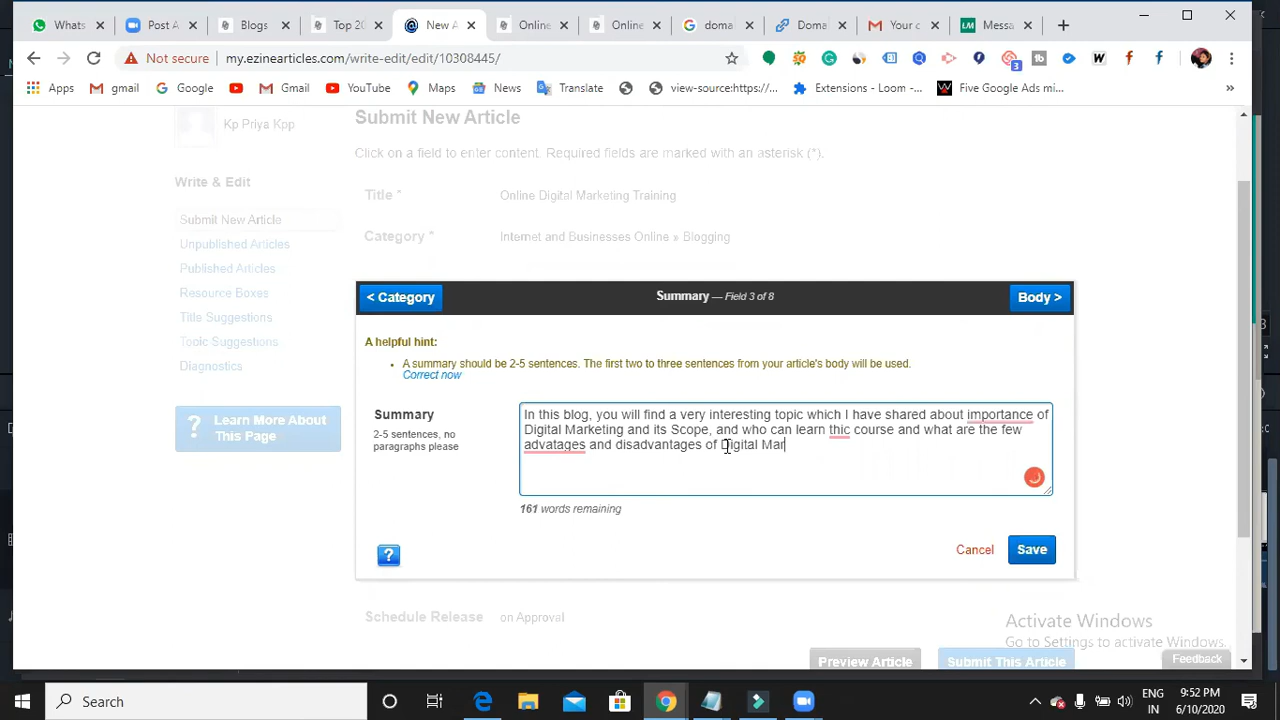 Whats
Post A
Blogs
Top 20
New A
Online
Online
doma
Domai
Your c
Messa
Not secure
my.ezinearticles.com/write-edit/edit/10308445/
3
Apps
gmail
Google
Gmail
YouTube
Maps
News
Translate
view-source:https://...
Extensions - Loom -...
Five Google Ads mi...
»
Kp Priya Kpp
Submit New Article
Click on a field to enter content. Required fields are marked with an asterisk (*).
Write & Edit
Title *
Online Digital Marketing Training
Submit New Article
Category *
Internet and Businesses Online » Blogging
Unpublished Articles
Published Articles
Resource Boxes
Title Suggestions
Topic Suggestions
Diagnostics
? Learn More About
This Page
< Category
Summary — Field 3 of 8
Body >
A helpful hint:
A summary should be 2-5 sentences. The first two to three sentences from your article's body will be used.
Correct now
Summary
2-5 sentences, no
paragraphs please
In this blog, you will find a very interesting topic which I have shared about importance of
Digital Marketing and its Scope, and who can learn thic course and what are the few
advatages and disadvantages of Digital Mar
161 words remaining
?
Cancel
Save
Schedule Release
on Approval
Activate Windows
Go to Settings to activate Windows.
Preview Article
Submit This Article
Feedback
Search
ENG
IN
9:52 PM
6/10/2020